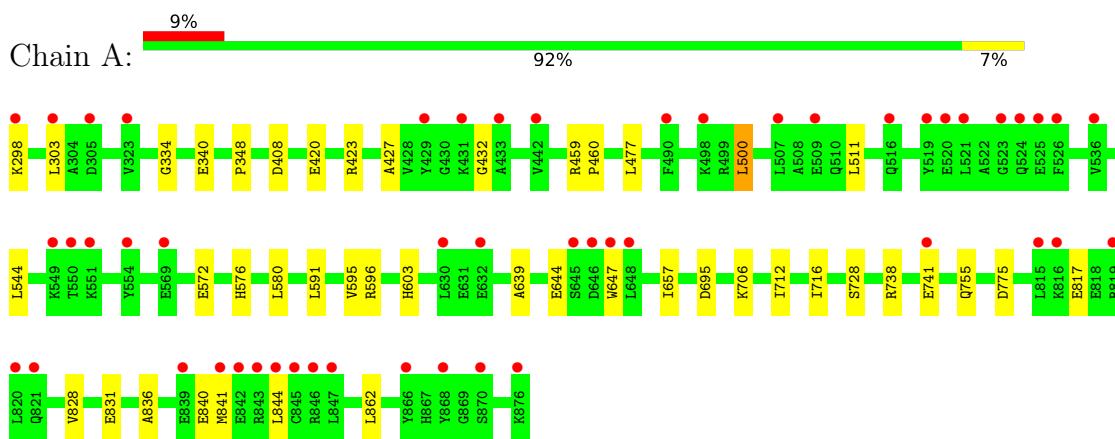 9%
Chain A:
92%
7%
K298 L303 A304 D305 V323 G334 E340 P348 D408 E420 R423 A427 V428 Y429 G430 K431 G432 A433 V442 R459 P460 L477 F490 K498 R499 L500 L507 A508 E509 Q510 L511 Q516 Y519 E520 L521 A522 G523 Q524 E525 F526 V536
L544 K549 T550 K551 Y554 E569 E572 H576 L580 L591 V595 R596 H603 L630 E631 E632 A639 E644 S645 D646 W647 L648 I657 D695 K706 I712 I716 S728 R738 E741 Q755 D775 L815 K816 E817 E818
L820 Q821 V828 E831 A836 E839 E840 M841 E842 R843 L844 C845 R846 L847 L862 Y866 H867 Y868 G869 S870 K876